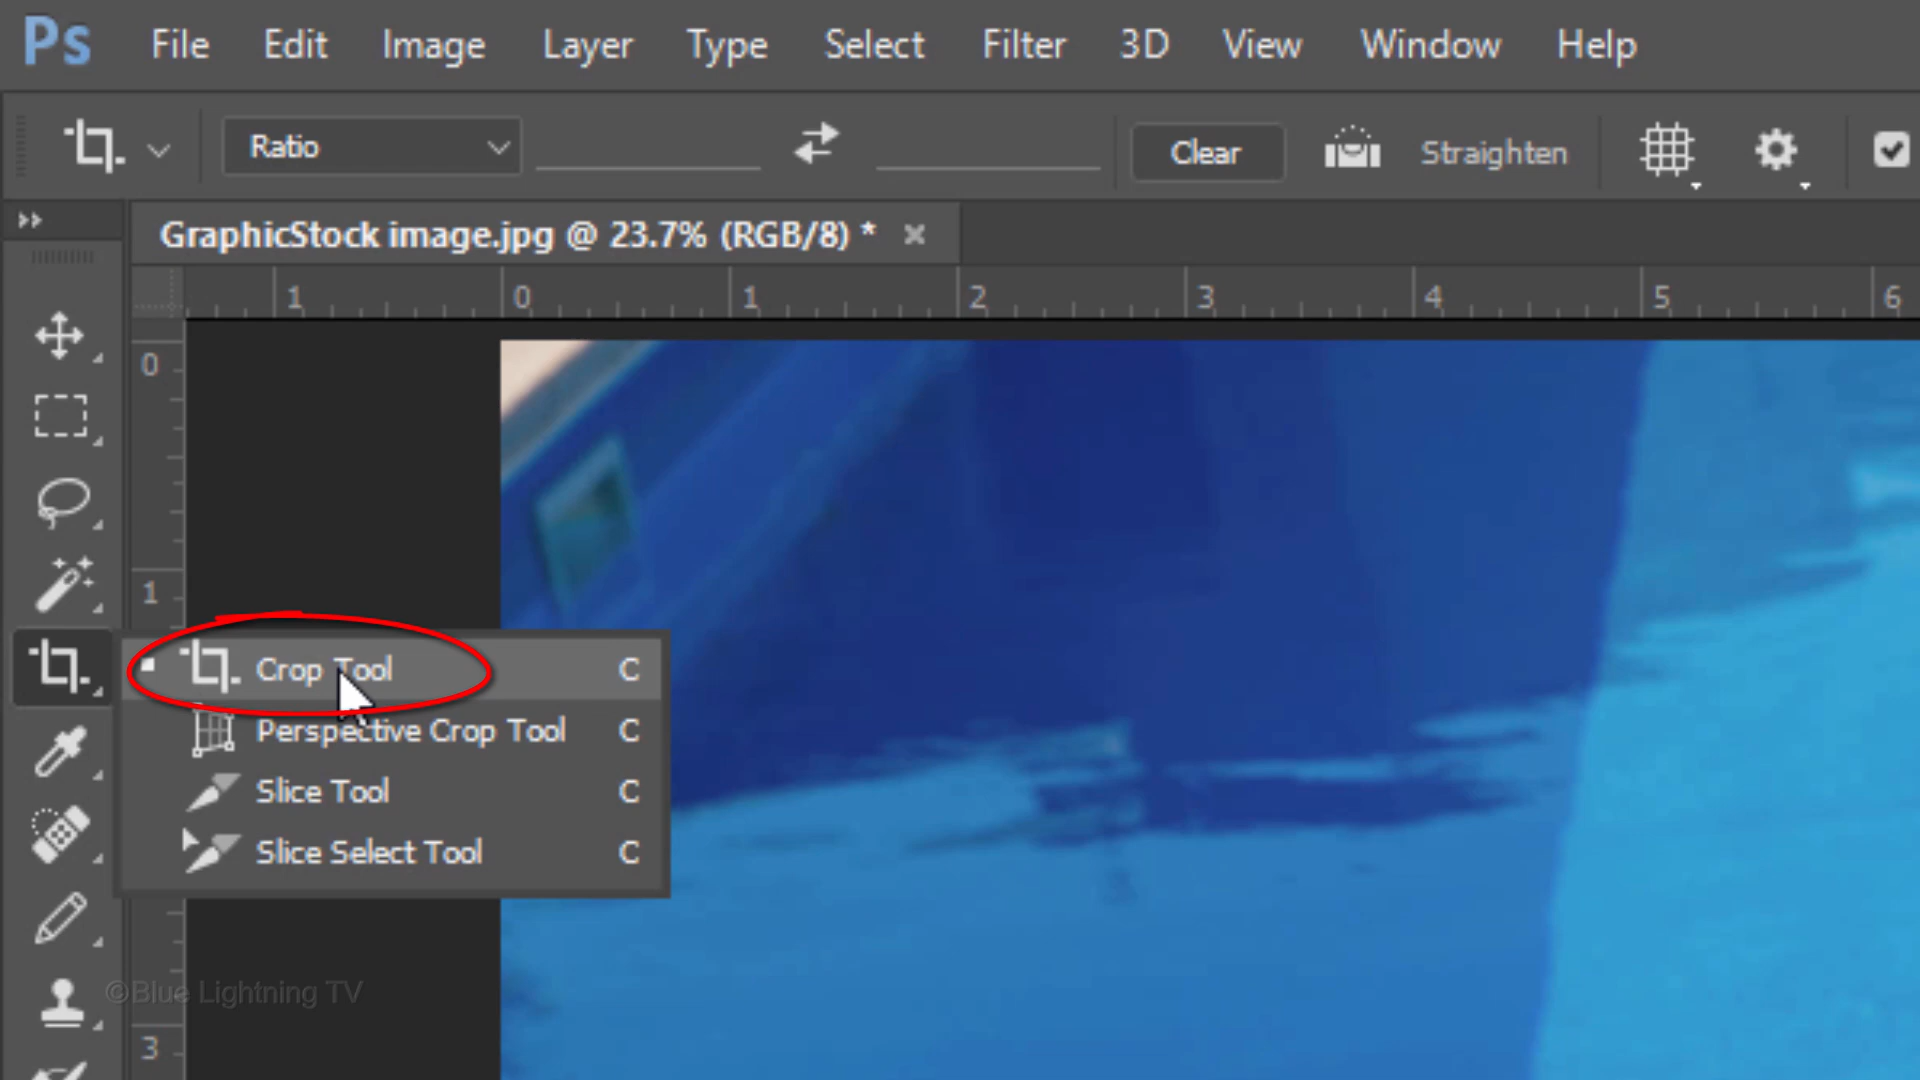 Ps File Edit Image Layer Type Select Filter 3D View Window Help
Ratio Clear Straighten
GraphicStock image.jpg @ 23.7% (RGB/8) *
1 0 1 2 3 4 5 6
0
1
Crop Tool C
Perspective Crop Tool C
Slice Tool C
Slice Select Tool C
©Blue Lightning TV
3